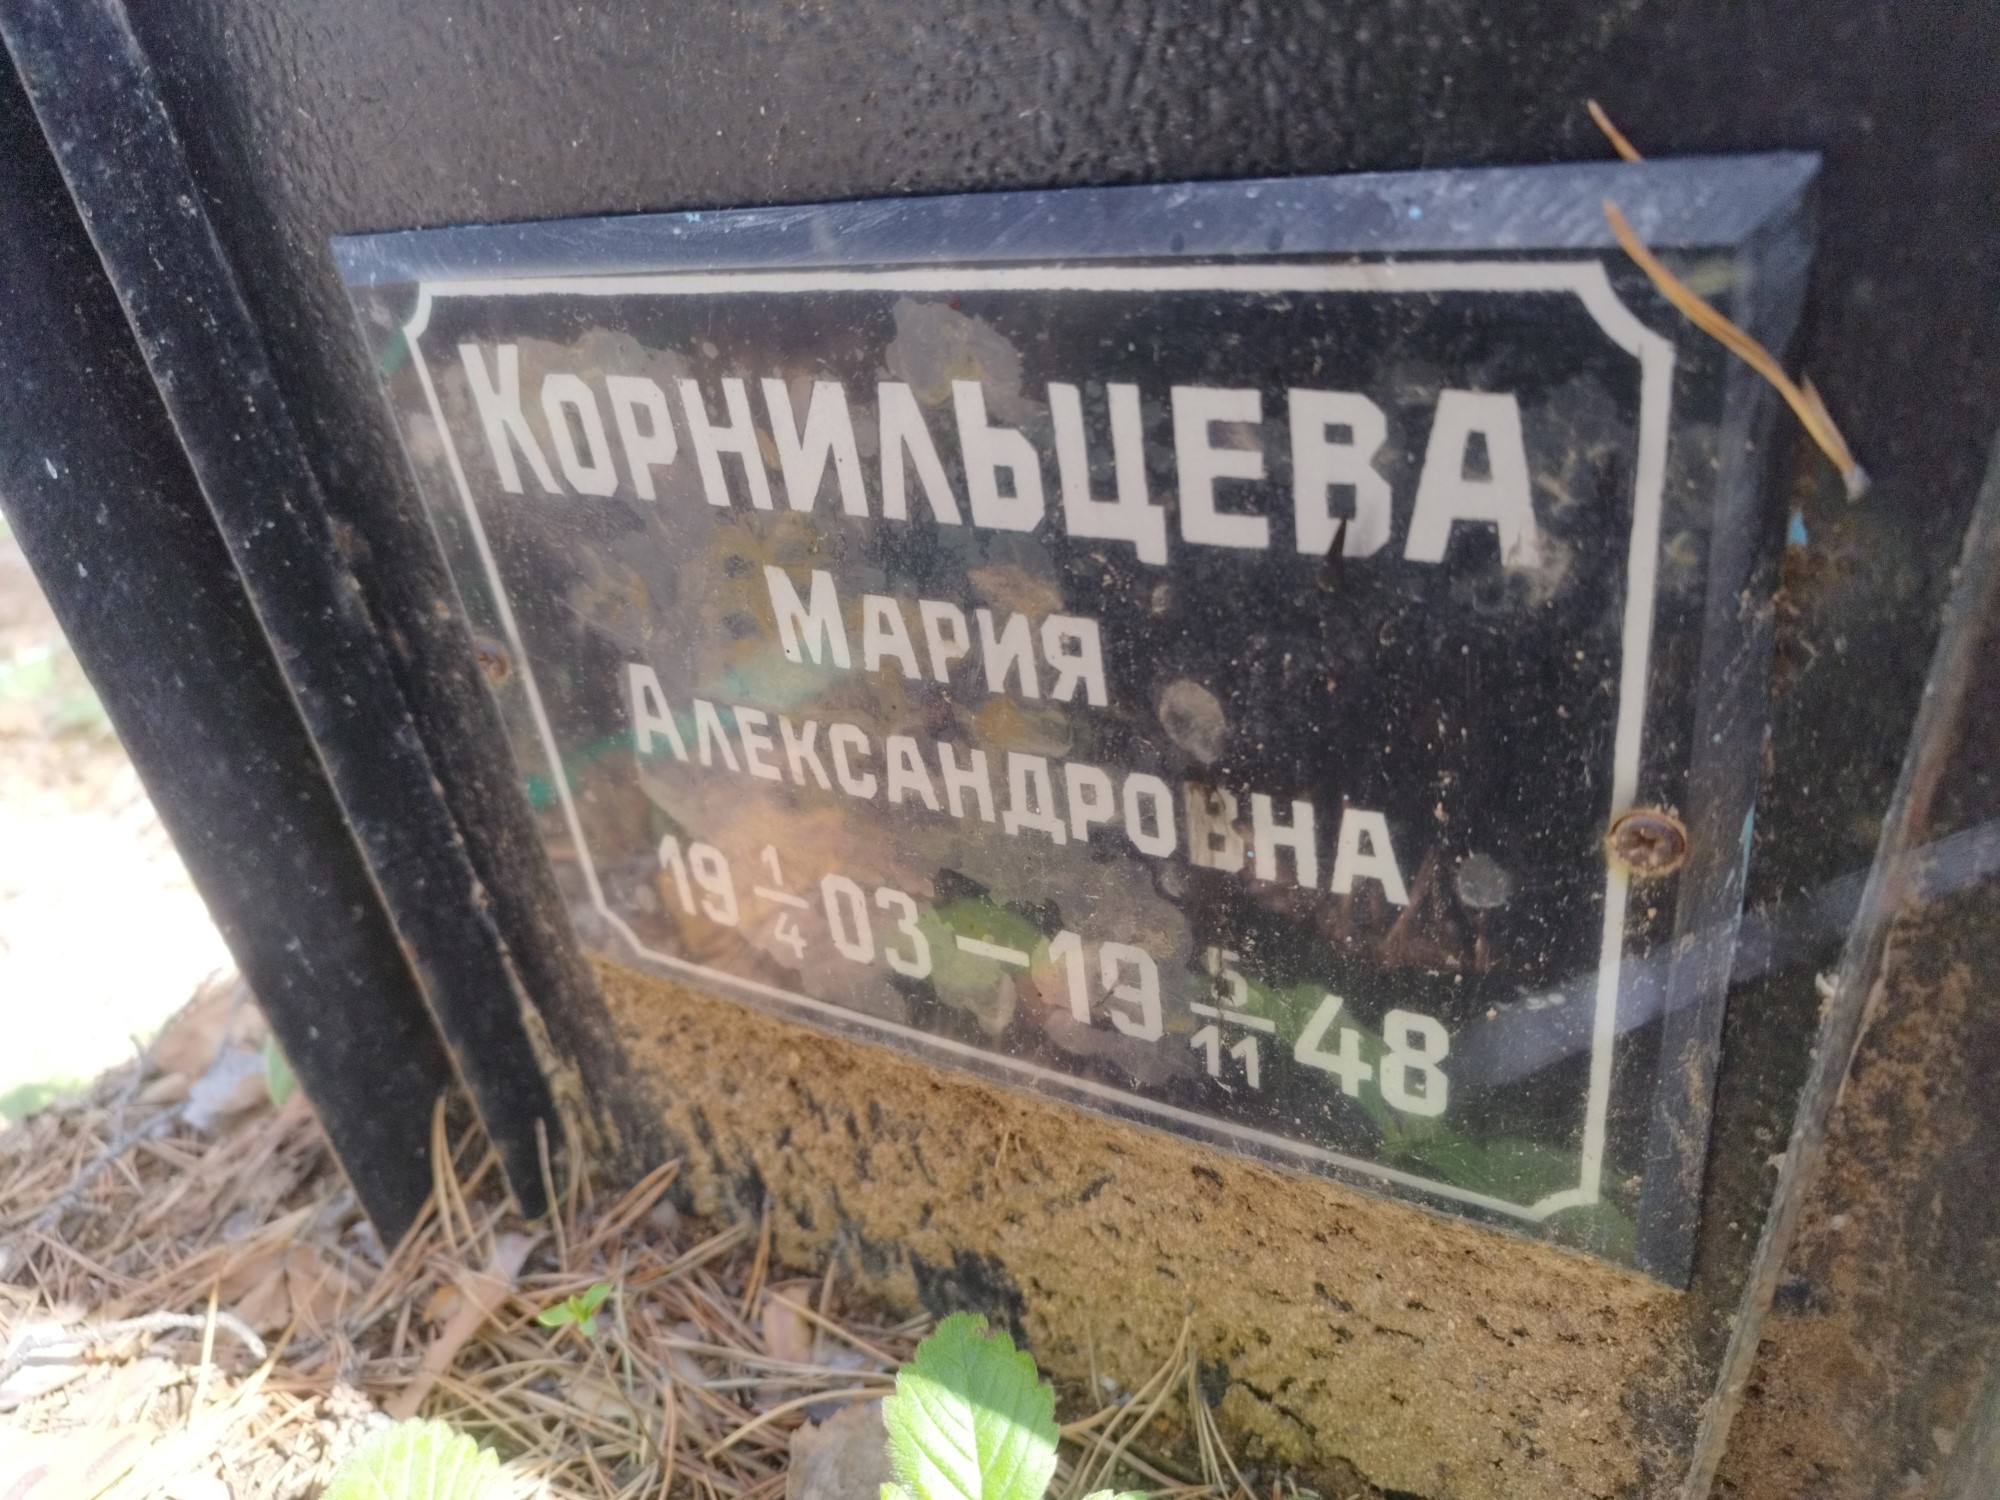 Корнильцева
Мария
Александровна
19 1/4 03 — 19 5/11 48